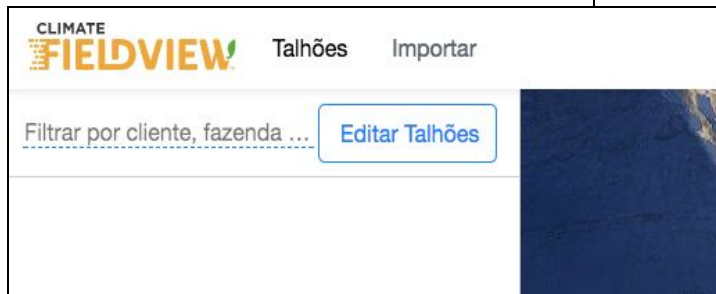 CLIMATE
FIELDVIEW Talhões Importar
Filtrar por cliente, fazenda ... Editar Talhões